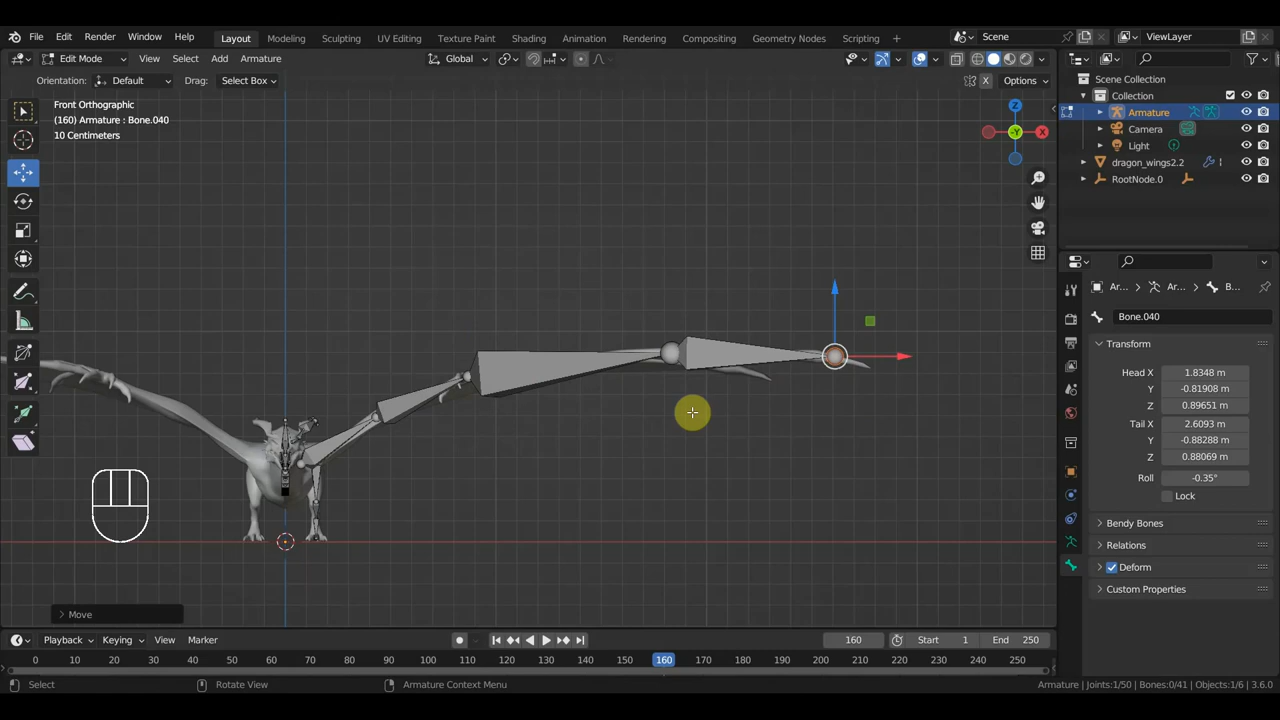 File Edit Render Window Help Layout Modeling Sculpting UV Editing Texture Paint Shading Animation Rendering Compositing Geometry Nodes Scripting + Scene ViewLayer
Edit Mode View Select Add Armature Global
Orientation: Default Drag: Select Box X Options
Front Orthographic
(160) Armature : Bone.040
10 Centimeters
Z
-Y
X
Scene Collection
Collection
Armature
Camera
Light
dragon_wings2.2 1
RootNode.0
Ar... Ar... B...
Bone.040
Transform
Head X 1.8348 m
Y -0.81908 m
Z 0.89651 m
Tail X 2.6093 m
Y -0.88288 m
Z 0.88069 m
Roll -0.35°
Lock
Bendy Bones
Relations
Deform
Custom Properties
Move
Playback Keying View Marker 160 Start 1 End 250
0 10 20 30 40 50 60 70 80 90 100 110 120 130 140 150 160 170 180 190 200 210 220 230 240 250
Select Rotate View Armature Context Menu Armature | Joints:1/50 | Bones:0/41 | Objects:1/6 | 3.6.0